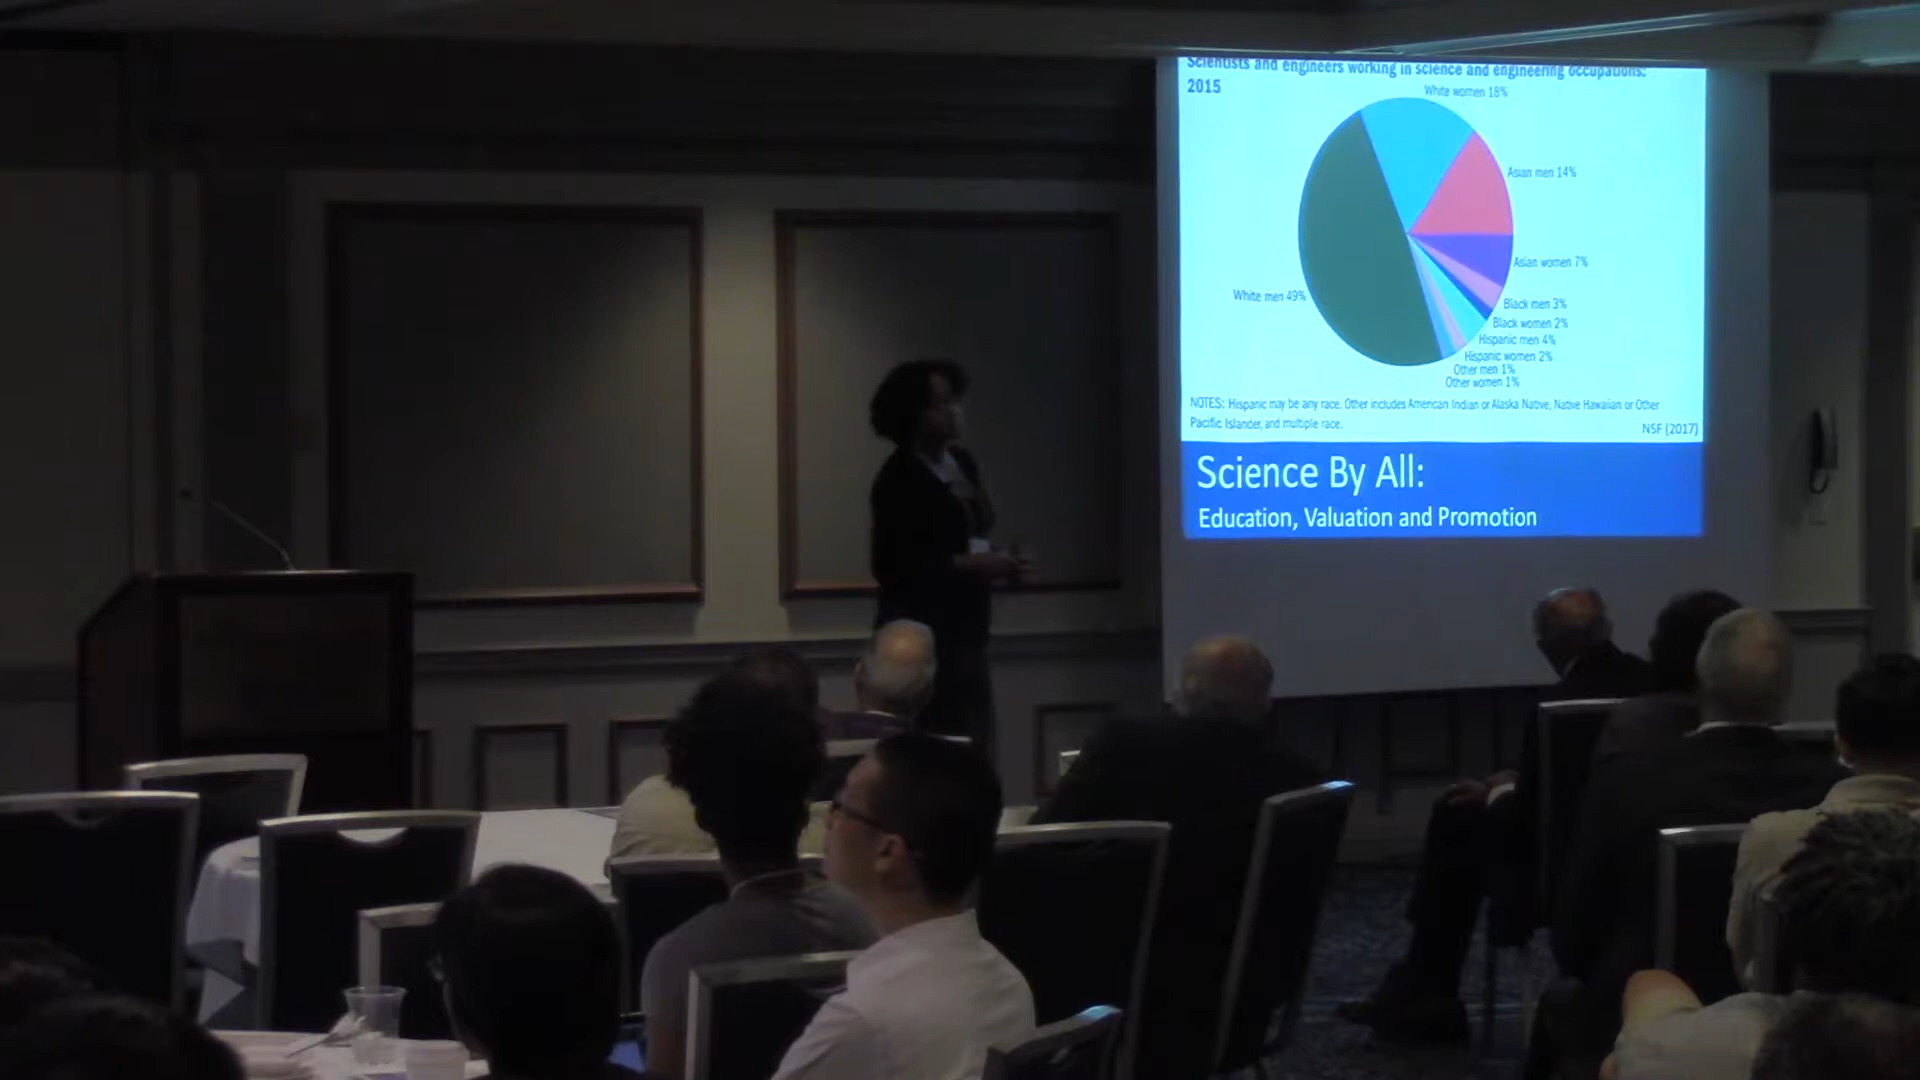 Scientists and engineers working in science and engineering occupations:
2015
White women 18%
Asian men 14%
Asian women 7%
White men 49%
Black men 3%
Black women 2%
Hispanic men 4%
Hispanic women 2%
Other men 1%
Other women 1%
NOTES: Hispanic may be any race. Other includes American Indian or Alaska Native, Native Hawaiian or Other
Pacific Islander, and multiple race.
NSF (2017)
Science By All:
Education, Valuation and Promotion